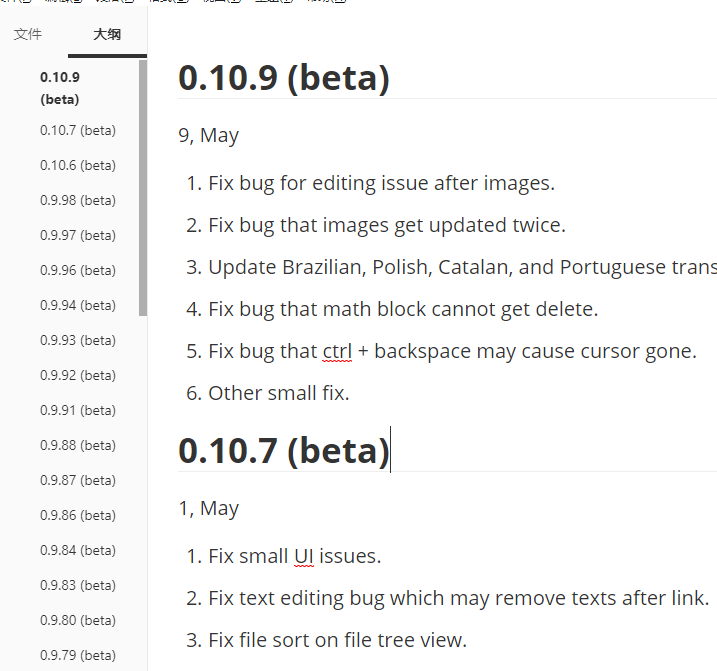 文件
大纲
0.10.9
(beta)
0.10.7 (beta)
0.10.6 (beta)
0.9.98 (beta)
0.9.97 (beta)
0.9.96 (beta)
0.9.94 (beta)
0.9.93 (beta)
0.9.92 (beta)
0.9.91 (beta)
0.9.88 (beta)
0.9.87 (beta)
0.9.86 (beta)
0.9.84 (beta)
0.9.83 (beta)
0.9.80 (beta)
0.9.79 (beta)
0.10.9 (beta)
9, May
1. Fix bug for editing issue after images.
2. Fix bug that images get updated twice.
3. Update Brazilian, Polish, Catalan, and Portuguese trans
4. Fix bug that math block cannot get delete.
5. Fix bug that ctrl + backspace may cause cursor gone.
6. Other small fix.
0.10.7 (beta)
1, May
1. Fix small UI issues.
2. Fix text editing bug which may remove texts after link.
3. Fix file sort on file tree view.